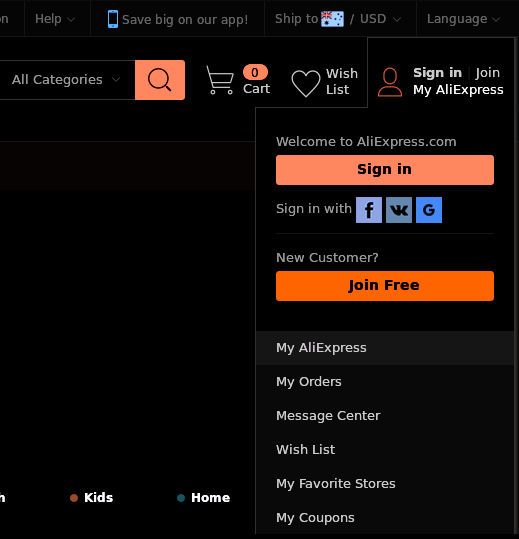 Help
Save big on our app!
Ship to / USD
Language
All Categories
0
Cart
Wish
List
Sign in | Join
My AliExpress
Welcome to AliExpress.com
Sign in
Sign in with
New Customer?
Join Free
My AliExpress
My Orders
Message Center
Wish List
My Favorite Stores
My Coupons
Kids
Home